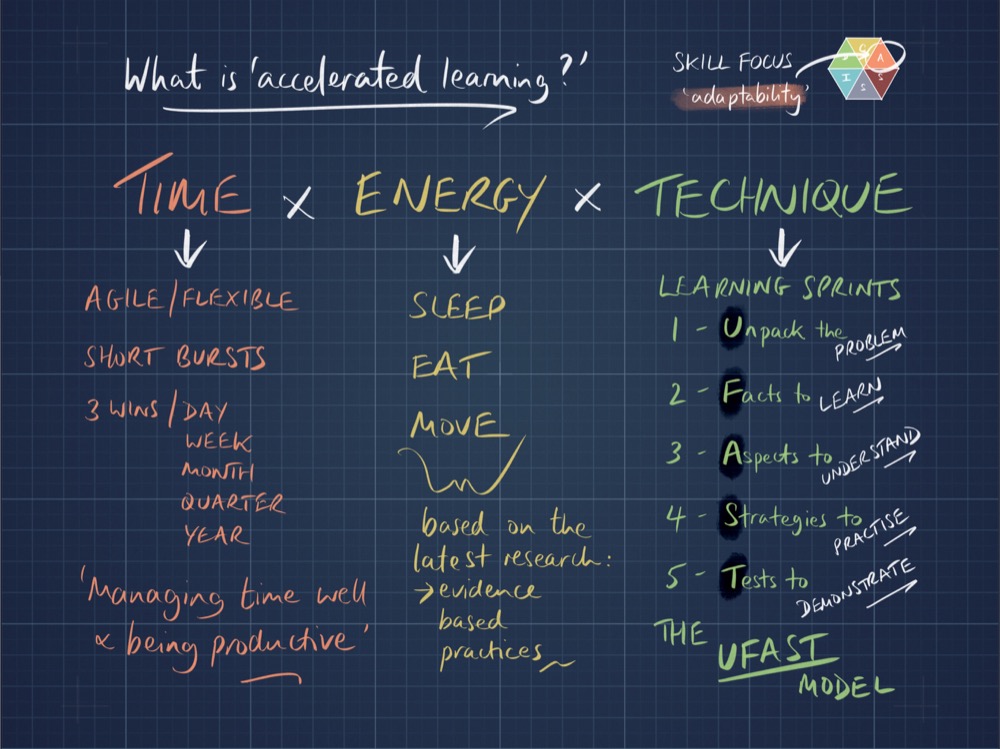 What is 'accelerated learning?'
SKILL FOCUS
'adaptability'
C
A
S
S
I
TIME x ENERGY x TECHNIQUE
AGILE/FLEXIBLE
SHORT BURSTS
3 WINS/DAY
WEEK
MONTH
QUARTER
YEAR
'Managing time well
& being productive'
SLEEP
EAT
MOVE
based on the
latest research:
→evidence
based
practices
LEARNING SPRINTS
1 - Unpack the PROBLEM
2 - Facts to LEARN
3 - Aspects to UNDERSTAND
4 - Strategies to PRACTISE
5 - Tests to DEMONSTRATE
THE
UFAST
MODEL